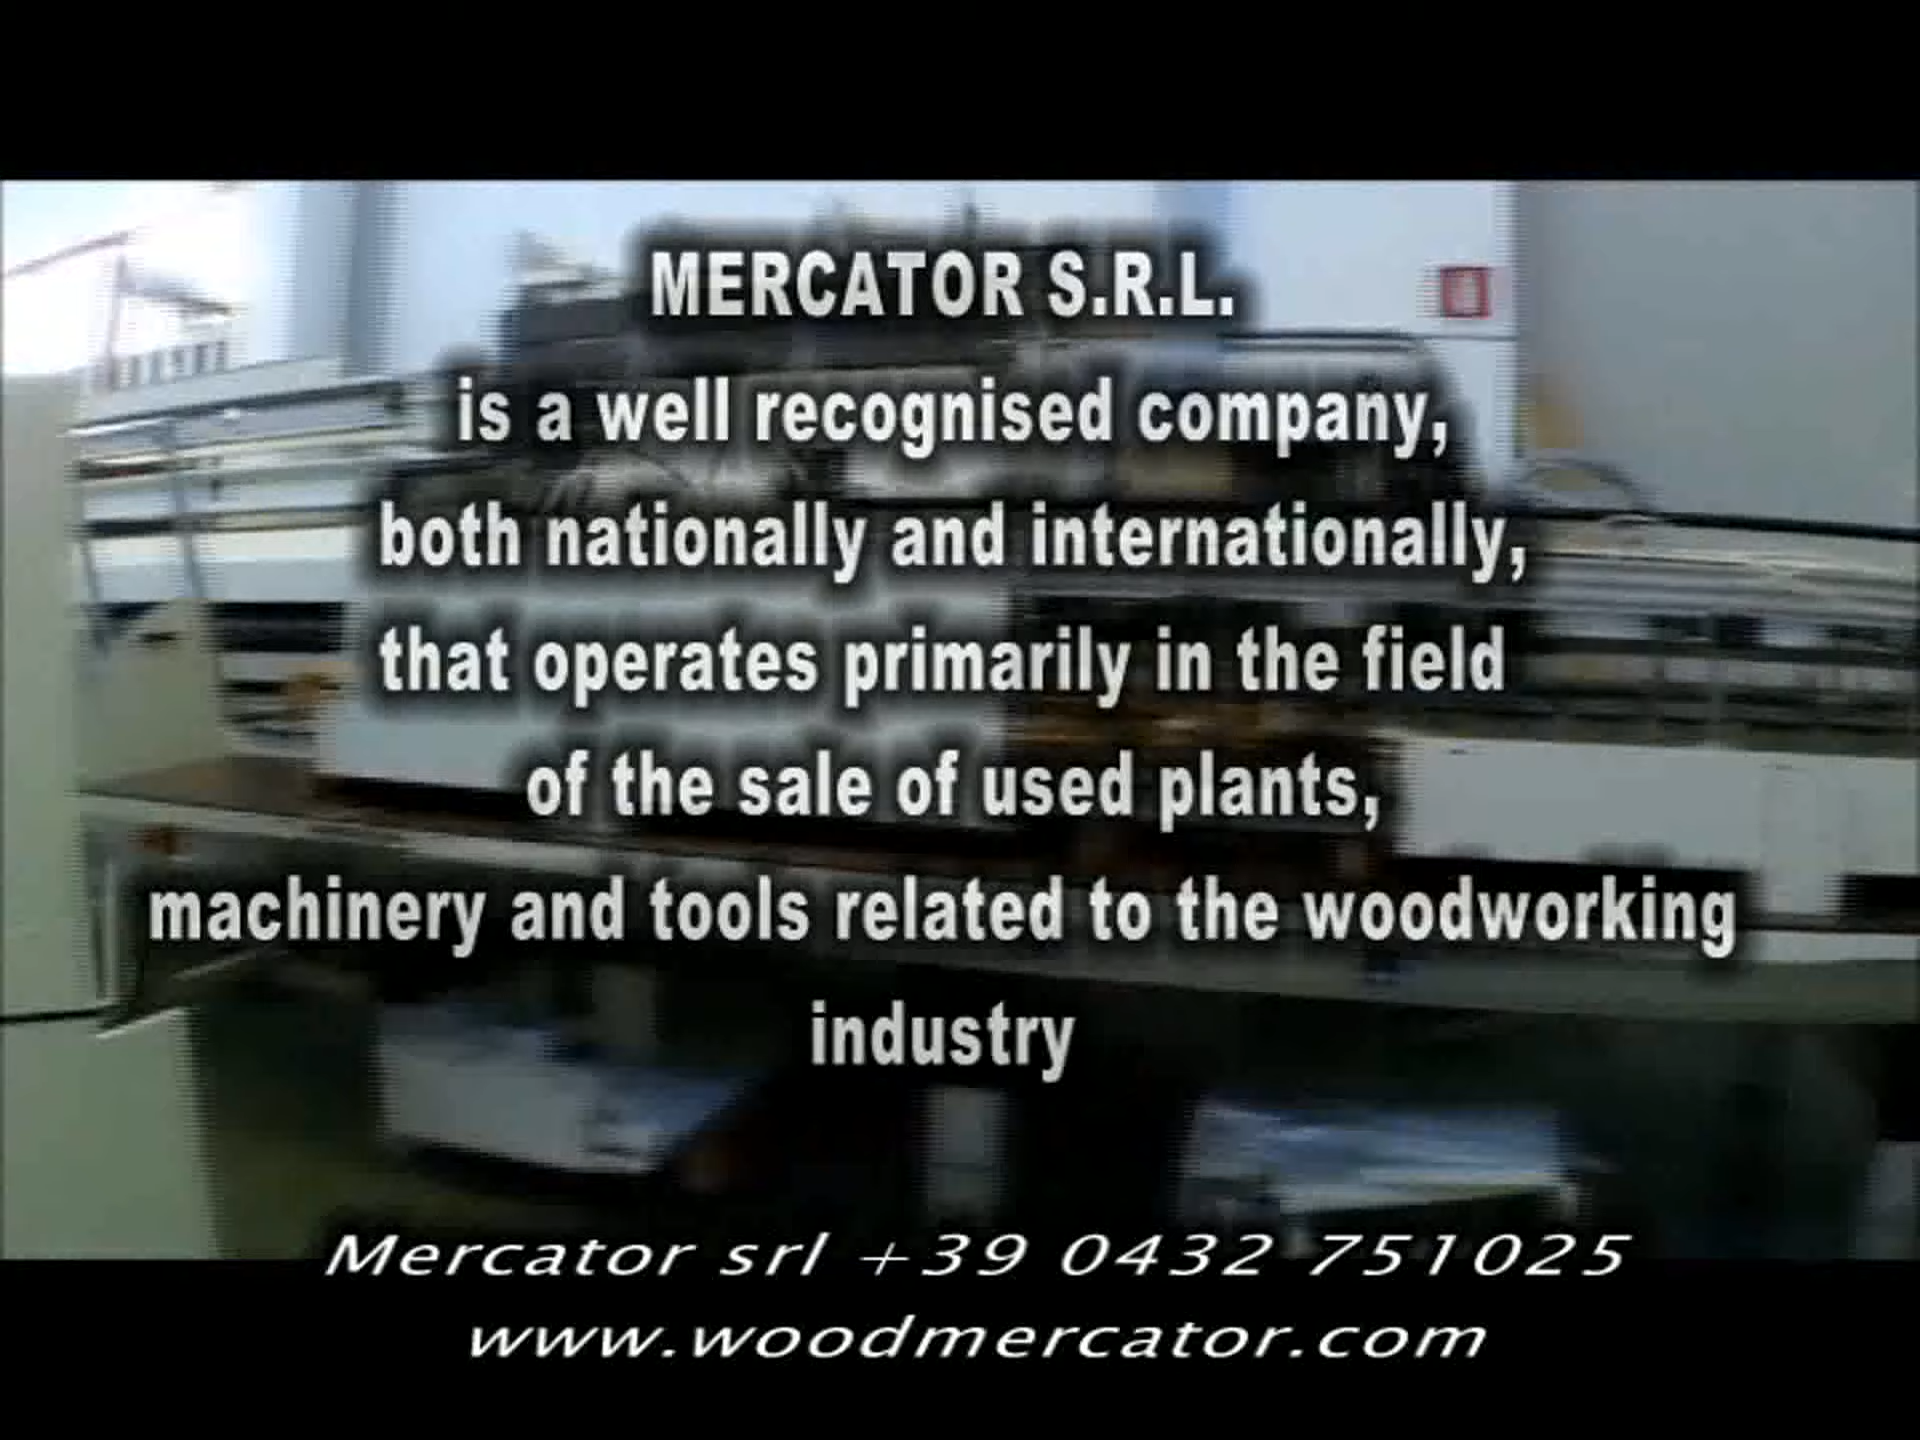 MERCATOR S.R.L.
is a well recognised company,
both nationally and internationally,
that operates primarily in the field
of the sale of used plants,
machinery and tools related to the woodworking
industry
Mercator srl +39 0432 751025
www.woodmercator.com